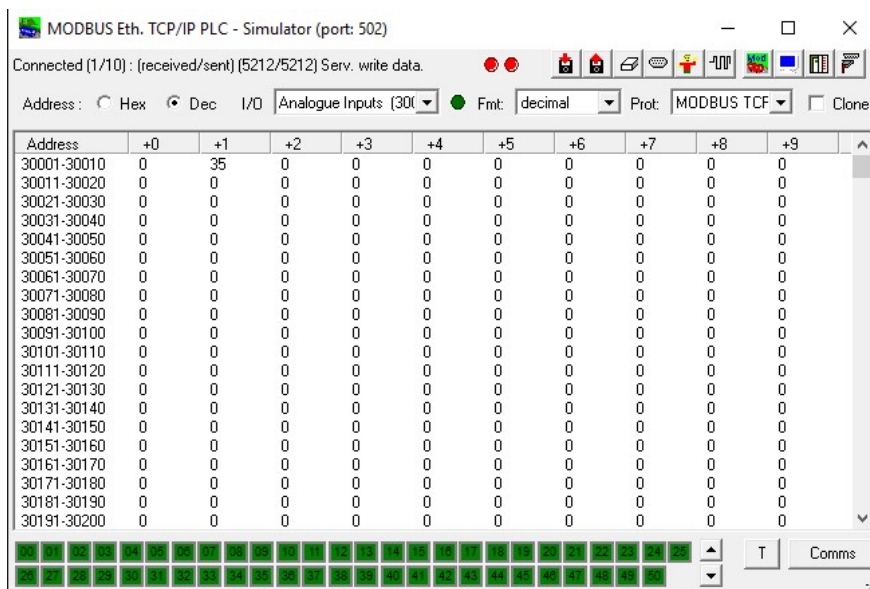 MODBUS Eth. TCP/IP PLC - Simulator (port: 502)
Connected (1/10) : (received/sent) (5212/5212) Serv. write data.
Address : Hex Dec I/O Analogue Inputs (300 Fmt: decimal Prot: MODBUS TCP Clone
Address +0 +1 +2 +3 +4 +5 +6 +7 +8 +9
30001-30010 0 35 0 0 0 0 0 0 0 0
30011-30020 0 0 0 0 0 0 0 0 0 0
30021-30030 0 0 0 0 0 0 0 0 0 0
30031-30040 0 0 0 0 0 0 0 0 0 0
30041-30050 0 0 0 0 0 0 0 0 0 0
30051-30060 0 0 0 0 0 0 0 0 0 0
30061-30070 0 0 0 0 0 0 0 0 0 0
30071-30080 0 0 0 0 0 0 0 0 0 0
30081-30090 0 0 0 0 0 0 0 0 0 0
30091-30100 0 0 0 0 0 0 0 0 0 0
30101-30110 0 0 0 0 0 0 0 0 0 0
30111-30120 0 0 0 0 0 0 0 0 0 0
30121-30130 0 0 0 0 0 0 0 0 0 0
30131-30140 0 0 0 0 0 0 0 0 0 0
30141-30150 0 0 0 0 0 0 0 0 0 0
30151-30160 0 0 0 0 0 0 0 0 0 0
30161-30170 0 0 0 0 0 0 0 0 0 0
30171-30180 0 0 0 0 0 0 0 0 0 0
30181-30190 0 0 0 0 0 0 0 0 0 0
30191-30200 0 0 0 0 0 0 0 0 0 0
00 01 02 03 04 05 06 07 08 09 10 11 12 13 14 15 16 17 18 19 20 21 22 23 24 25 T Comms
26 27 28 29 30 31 32 33 34 35 36 37 38 39 40 41 42 43 44 45 46 47 48 49 50